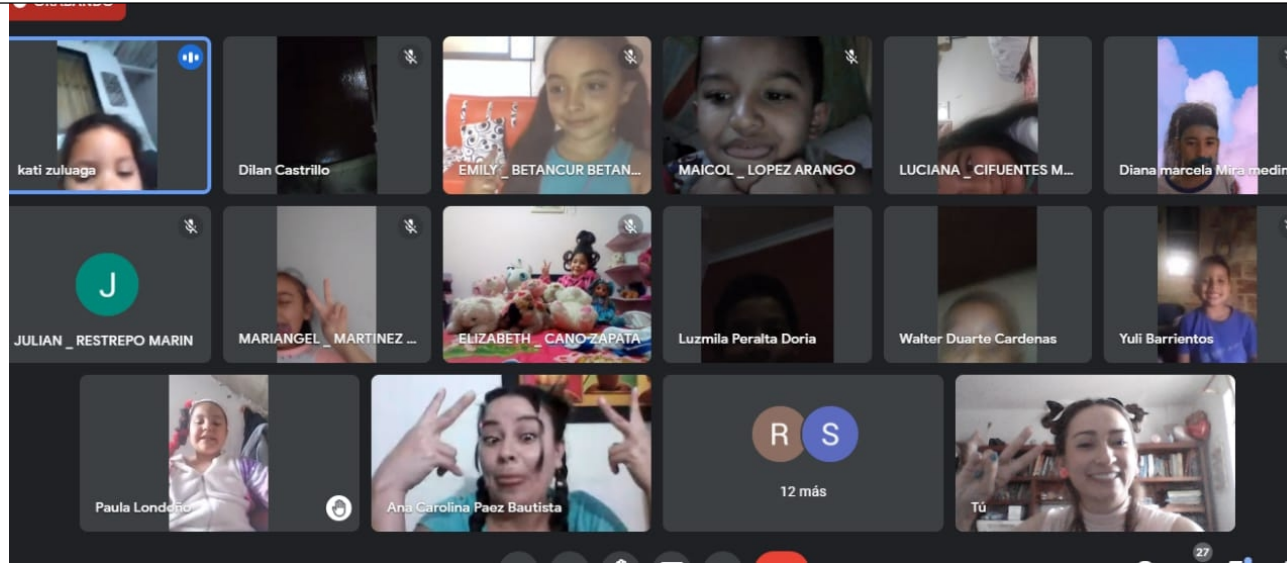 GRABANDO
kati zuluaga
Dilan Castrillo
EMILY _ BETANCUR BETAN...
MAICOL _ LOPEZ ARANGO
LUCIANA _ CIFUENTES M...
Diana marcela Mira medin
J
JULIAN _ RESTREPO MARIN
MARIANGEL _ MARTINEZ ...
ELIZABETH _ CANO ZAPATA
Luzmila Peralta Doria
Walter Duarte Cardenas
Yuli Barrientos
Paula Londoño
Ana Carolina Paez Bautista
R S
12 más
Tú
27